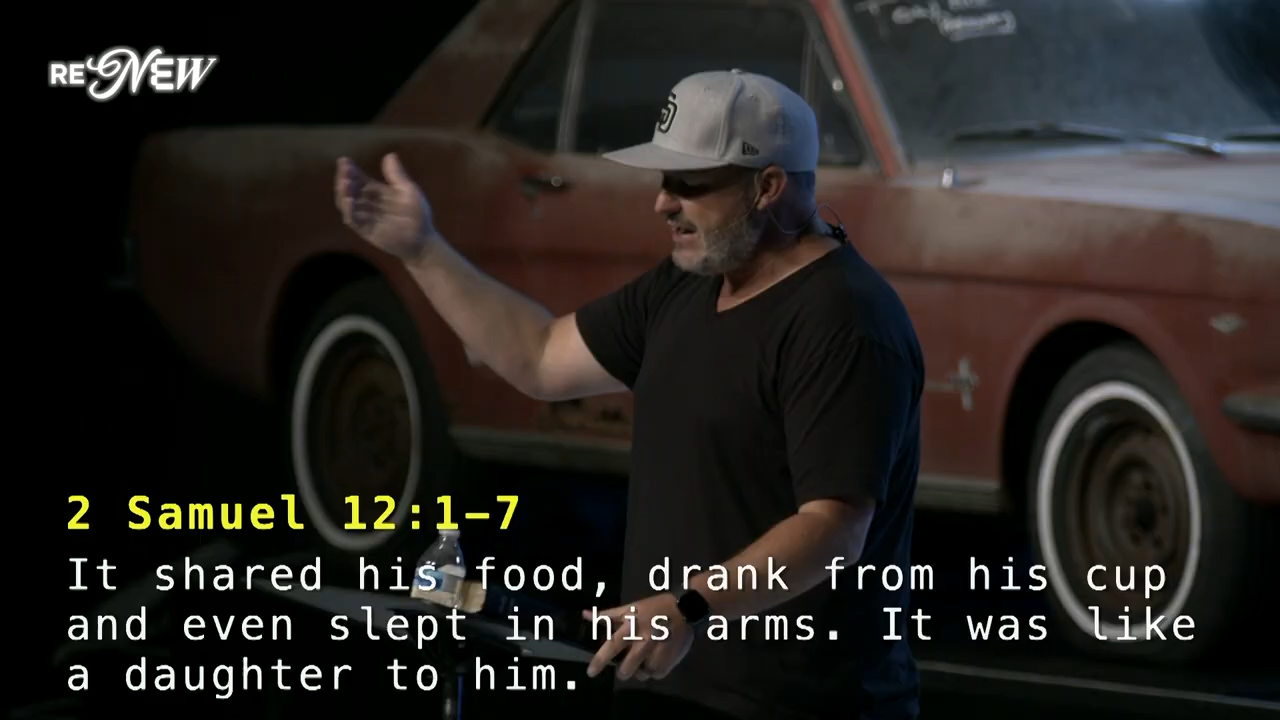 RENEW
2 Samuel 12:1-7
It shared his food, drank from his cup
and even slept in his arms. It was like
a daughter to him.